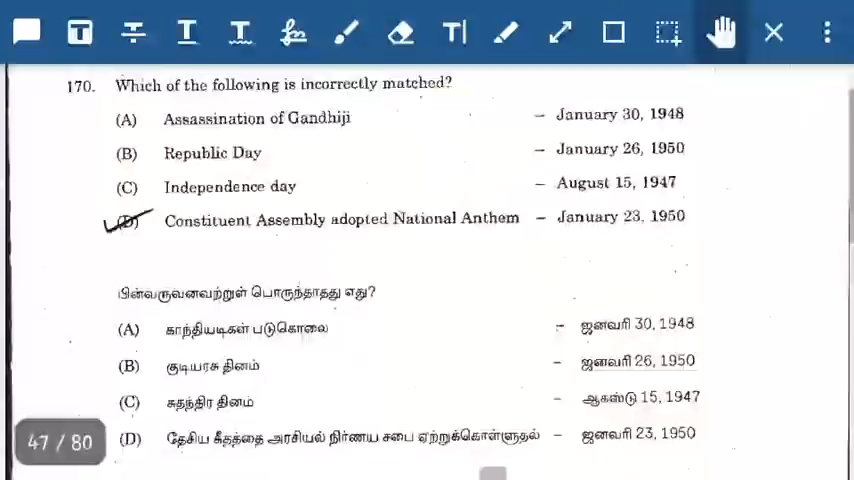 170. Which of the following is incorrectly matched?
(A) Assassination of Gandhiji – January 30, 1948
(B) Republic Day – January 26, 1950
(C) Independence day – August 15, 1947
(D) Constituent Assembly adopted National Anthem – January 23, 1950
பின்வருவனவற்றுள் பொருந்தாதது எது?
(A) காந்தியடிகள் படுகொலை – ஜனவரி 30, 1948
(B) குடியரசு தினம் – ஜனவரி 26, 1950
(C) சுதந்திர தினம் – ஆகஸ்டு 15, 1947
(D) தேசிய கீதத்தை அரசியல் நிர்ணய சபை ஏற்றுக்கொள்ளுதல் – ஜனவரி 23, 1950
47 / 80